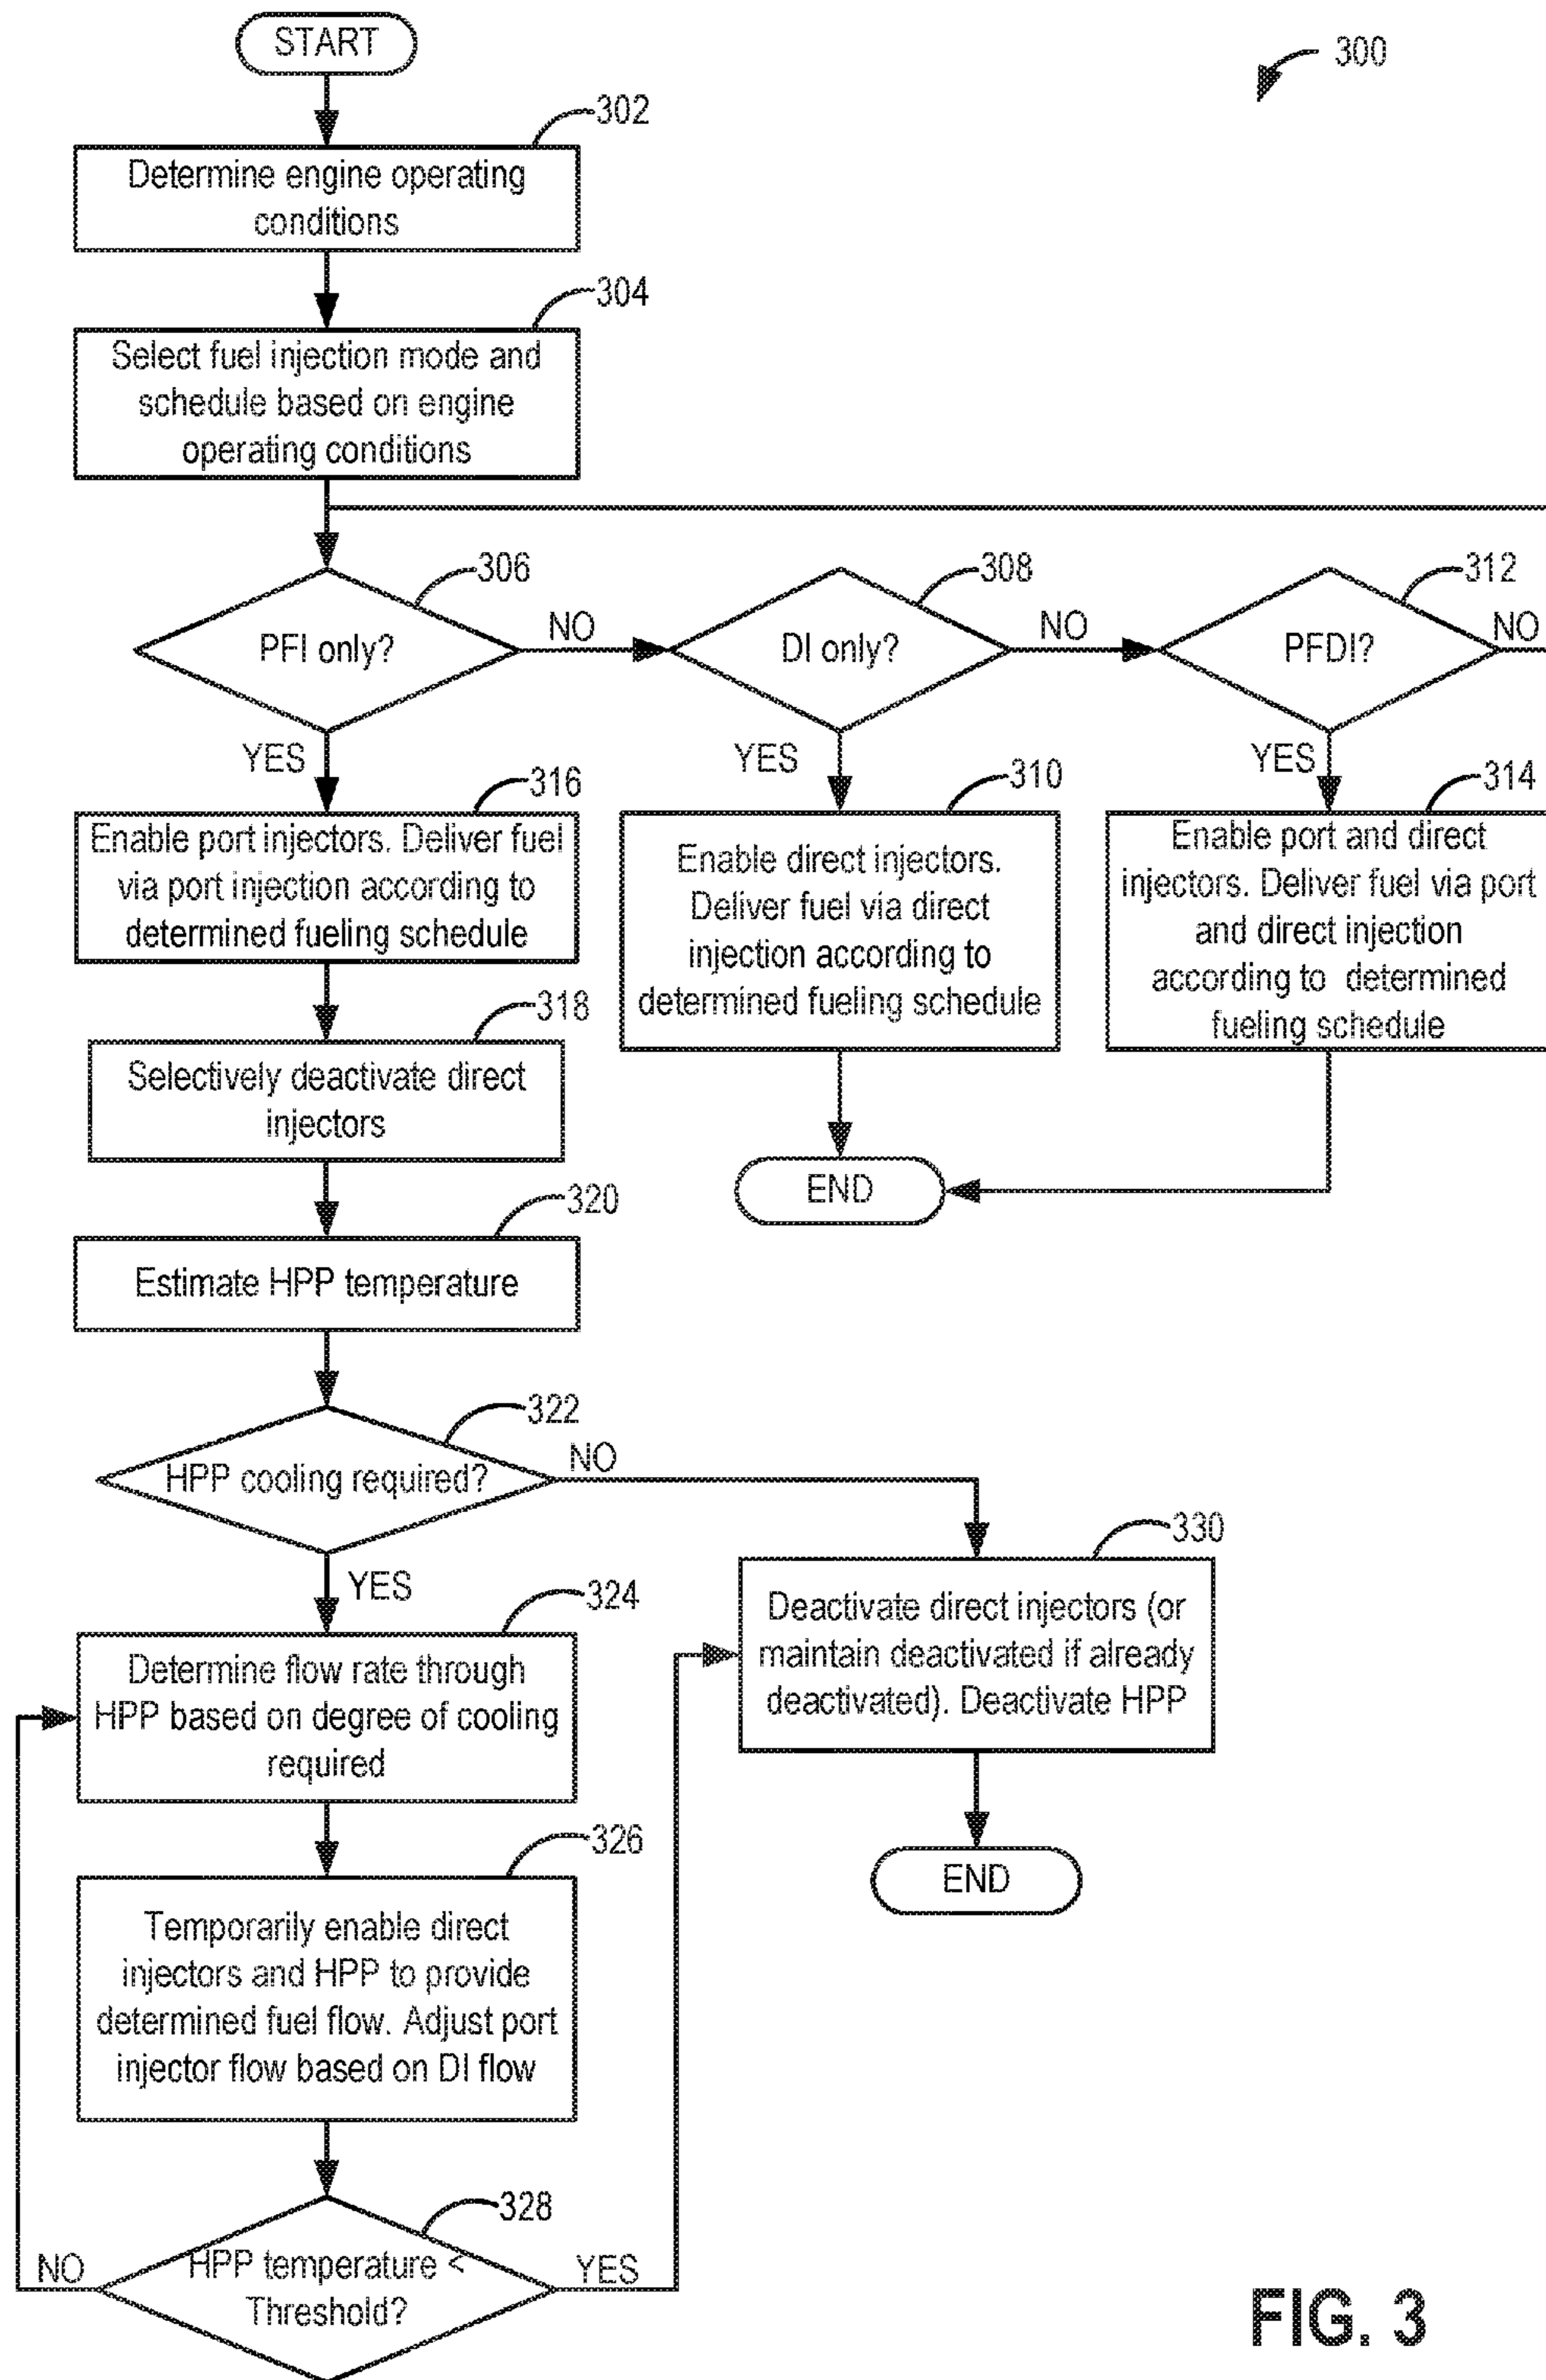 START
300
302
Determine engine operating
conditions
304
Select fuel injection mode and
schedule based on engine
operating conditions
306
PFI only?
NO
308
DI only?
NO
312
PFDI?
NO
YES
YES
YES
316
Enable port injectors. Deliver fuel
via port injection according to
determined fueling schedule
310
Enable direct injectors.
Deliver fuel via direct
injection according to
determined fueling schedule
314
Enable port and direct
injectors. Deliver fuel via port
and direct injection
according to determined
fueling schedule
318
Selectively deactivate direct
injectors
END
320
Estimate HPP temperature
322
HPP cooling required?
NO
YES
330
Deactivate direct injectors (or
maintain deactivated if already
deactivated). Deactivate HPP
324
Determine flow rate through
HPP based on degree of cooling
required
END
326
Temporarily enable direct
injectors and HPP to provide
determined fuel flow. Adjust port
injector flow based on DI flow
328
HPP temperature <
Threshold?
NO
YES
FIG. 3